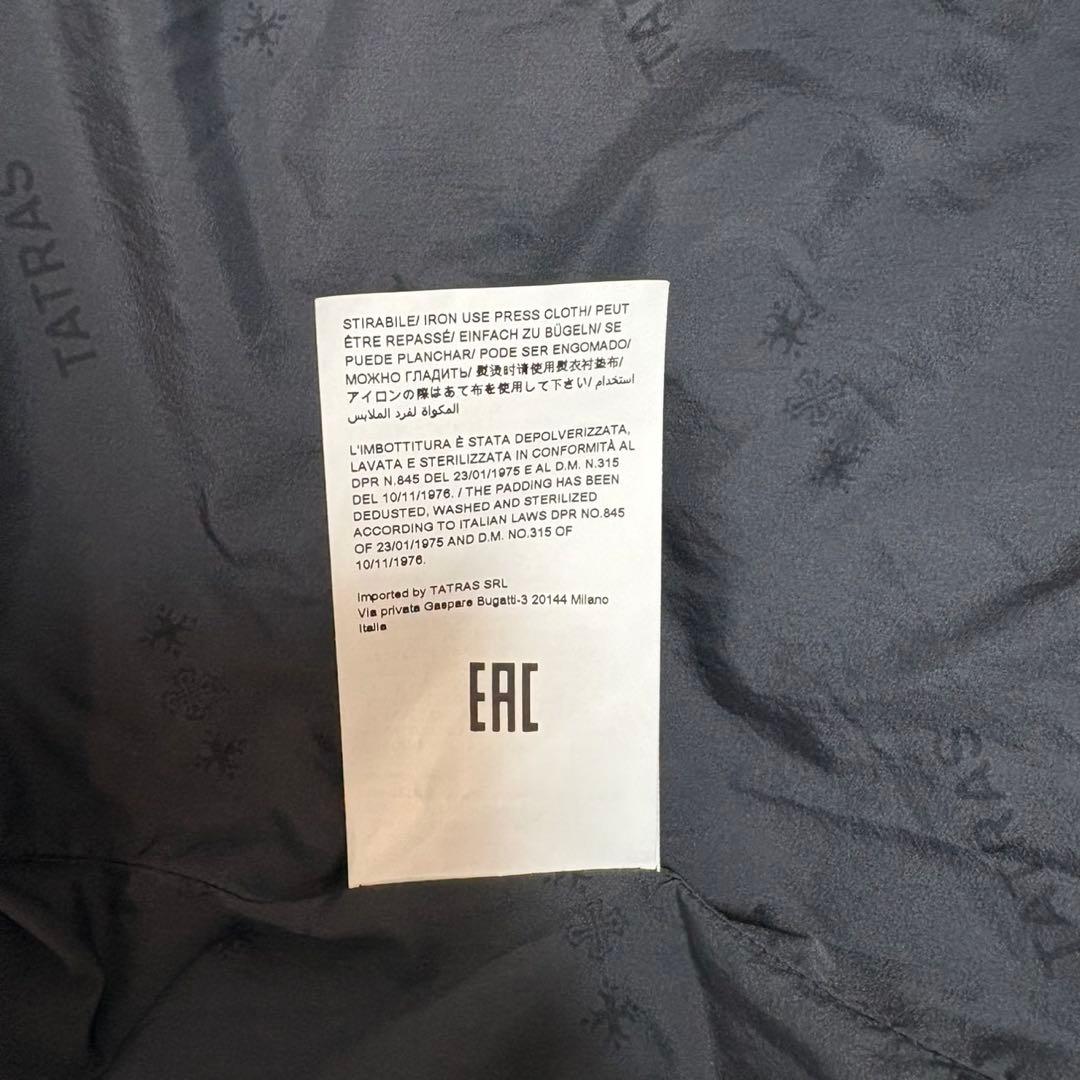 TATRAS
TATRAS
STIRABILE/ IRON USE PRESS CLOTH/ PEUT
ÊTRE REPASSÉ/ EINFACH ZU BÜGELN/ SE
PUEDE PLANCHAR/ PODE SER ENGOMADO/
МОЖНО ГЛАДИТЬ/ 熨烫时请使用熨衣衬垫布/
アイロンの際はあて布を使用して下さい/ استخدام
المكواة لفرد الملابس
L'IMBOTTITURA È STATA DEPOLVERIZZATA,
LAVATA E STERILIZZATA IN CONFORMITÀ AL
DPR N.845 DEL 23/01/1975 E AL D.M. N.315
DEL 10/11/1976. / THE PADDING HAS BEEN
DEDUSTED, WASHED AND STERILIZED
ACCORDING TO ITALIAN LAWS DPR NO.845
OF 23/01/1975 AND D.M. NO.315 OF
10/11/1976.
Imported by TATRAS SRL
Via privata Gaspare Bugatti-3 20144 Milano
Italia
EAC